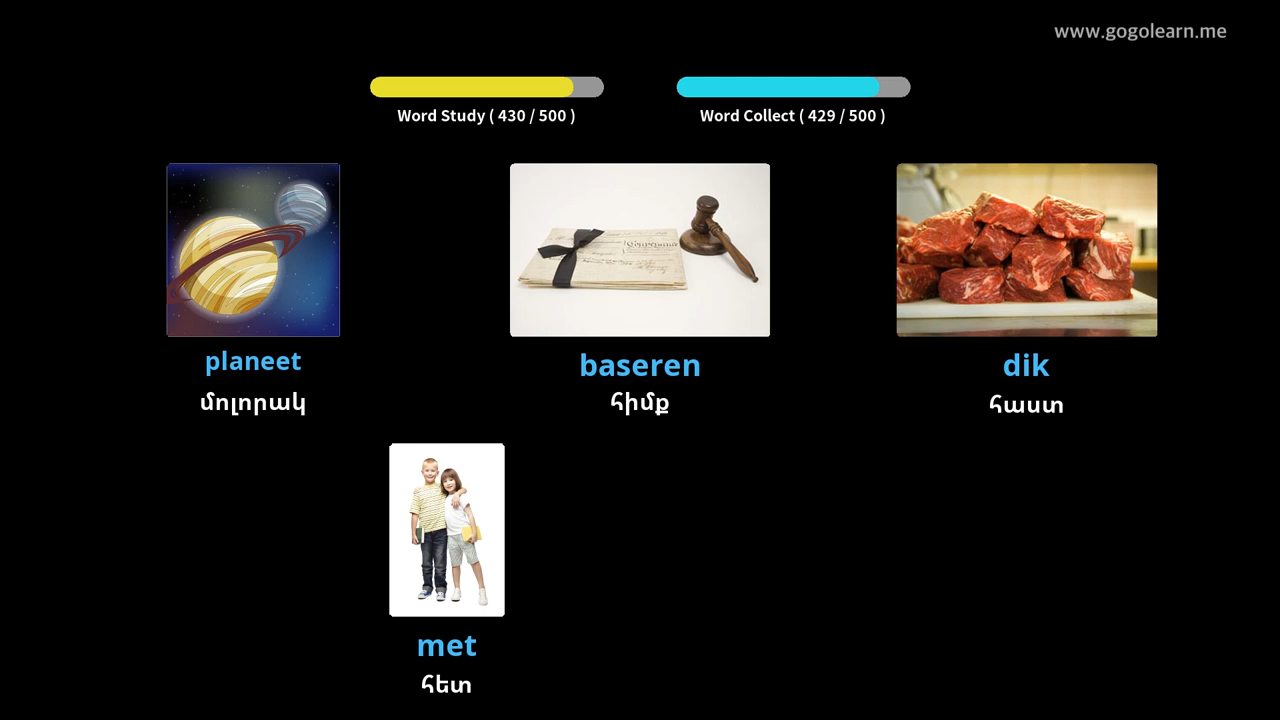 www.gogolearn.me
Word Study ( 430 / 500 )
Word Collect ( 429 / 500 )
planeet
մոլորակ
baseren
հիմք
dik
հաստ
met
հետ